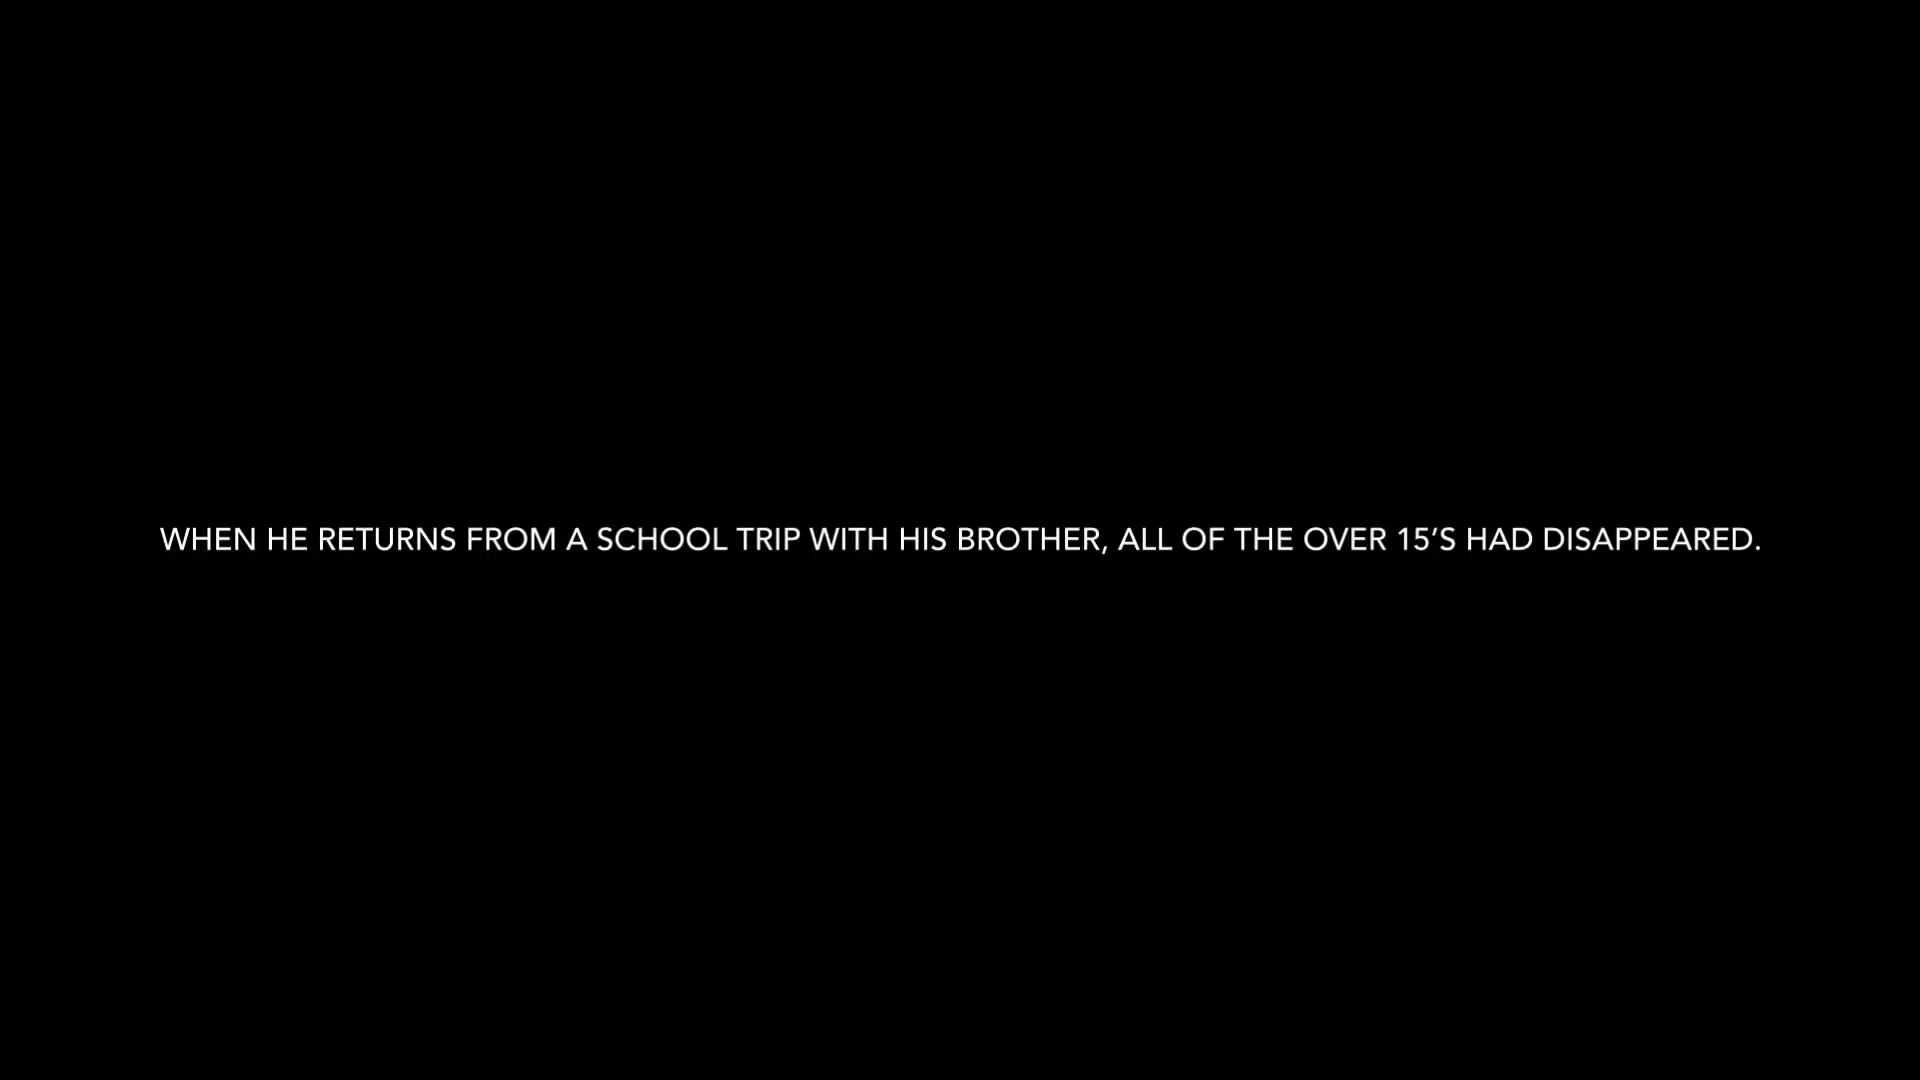 WHEN HE RETURNS FROM A SCHOOL TRIP WITH HIS BROTHER, ALL OF THE OVER 15‘S HAD DISAPPEARED.